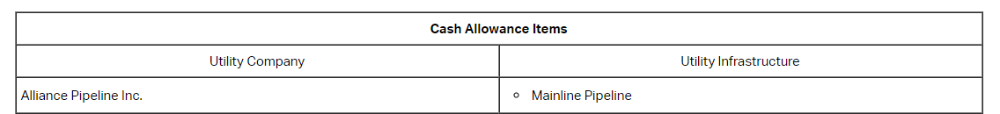 Cash Allowance Items
Utility Company
Utility Infrastructure
Alliance Pipeline Inc.
Mainline Pipeline